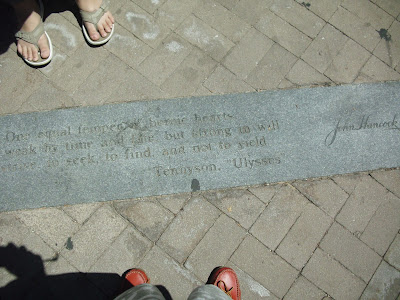 One equal temper of heroic hearts,
weak by time and fate, but strong in will
to seek, to find, and not to yield
Tennyson, "Ulysses"
John Hancock